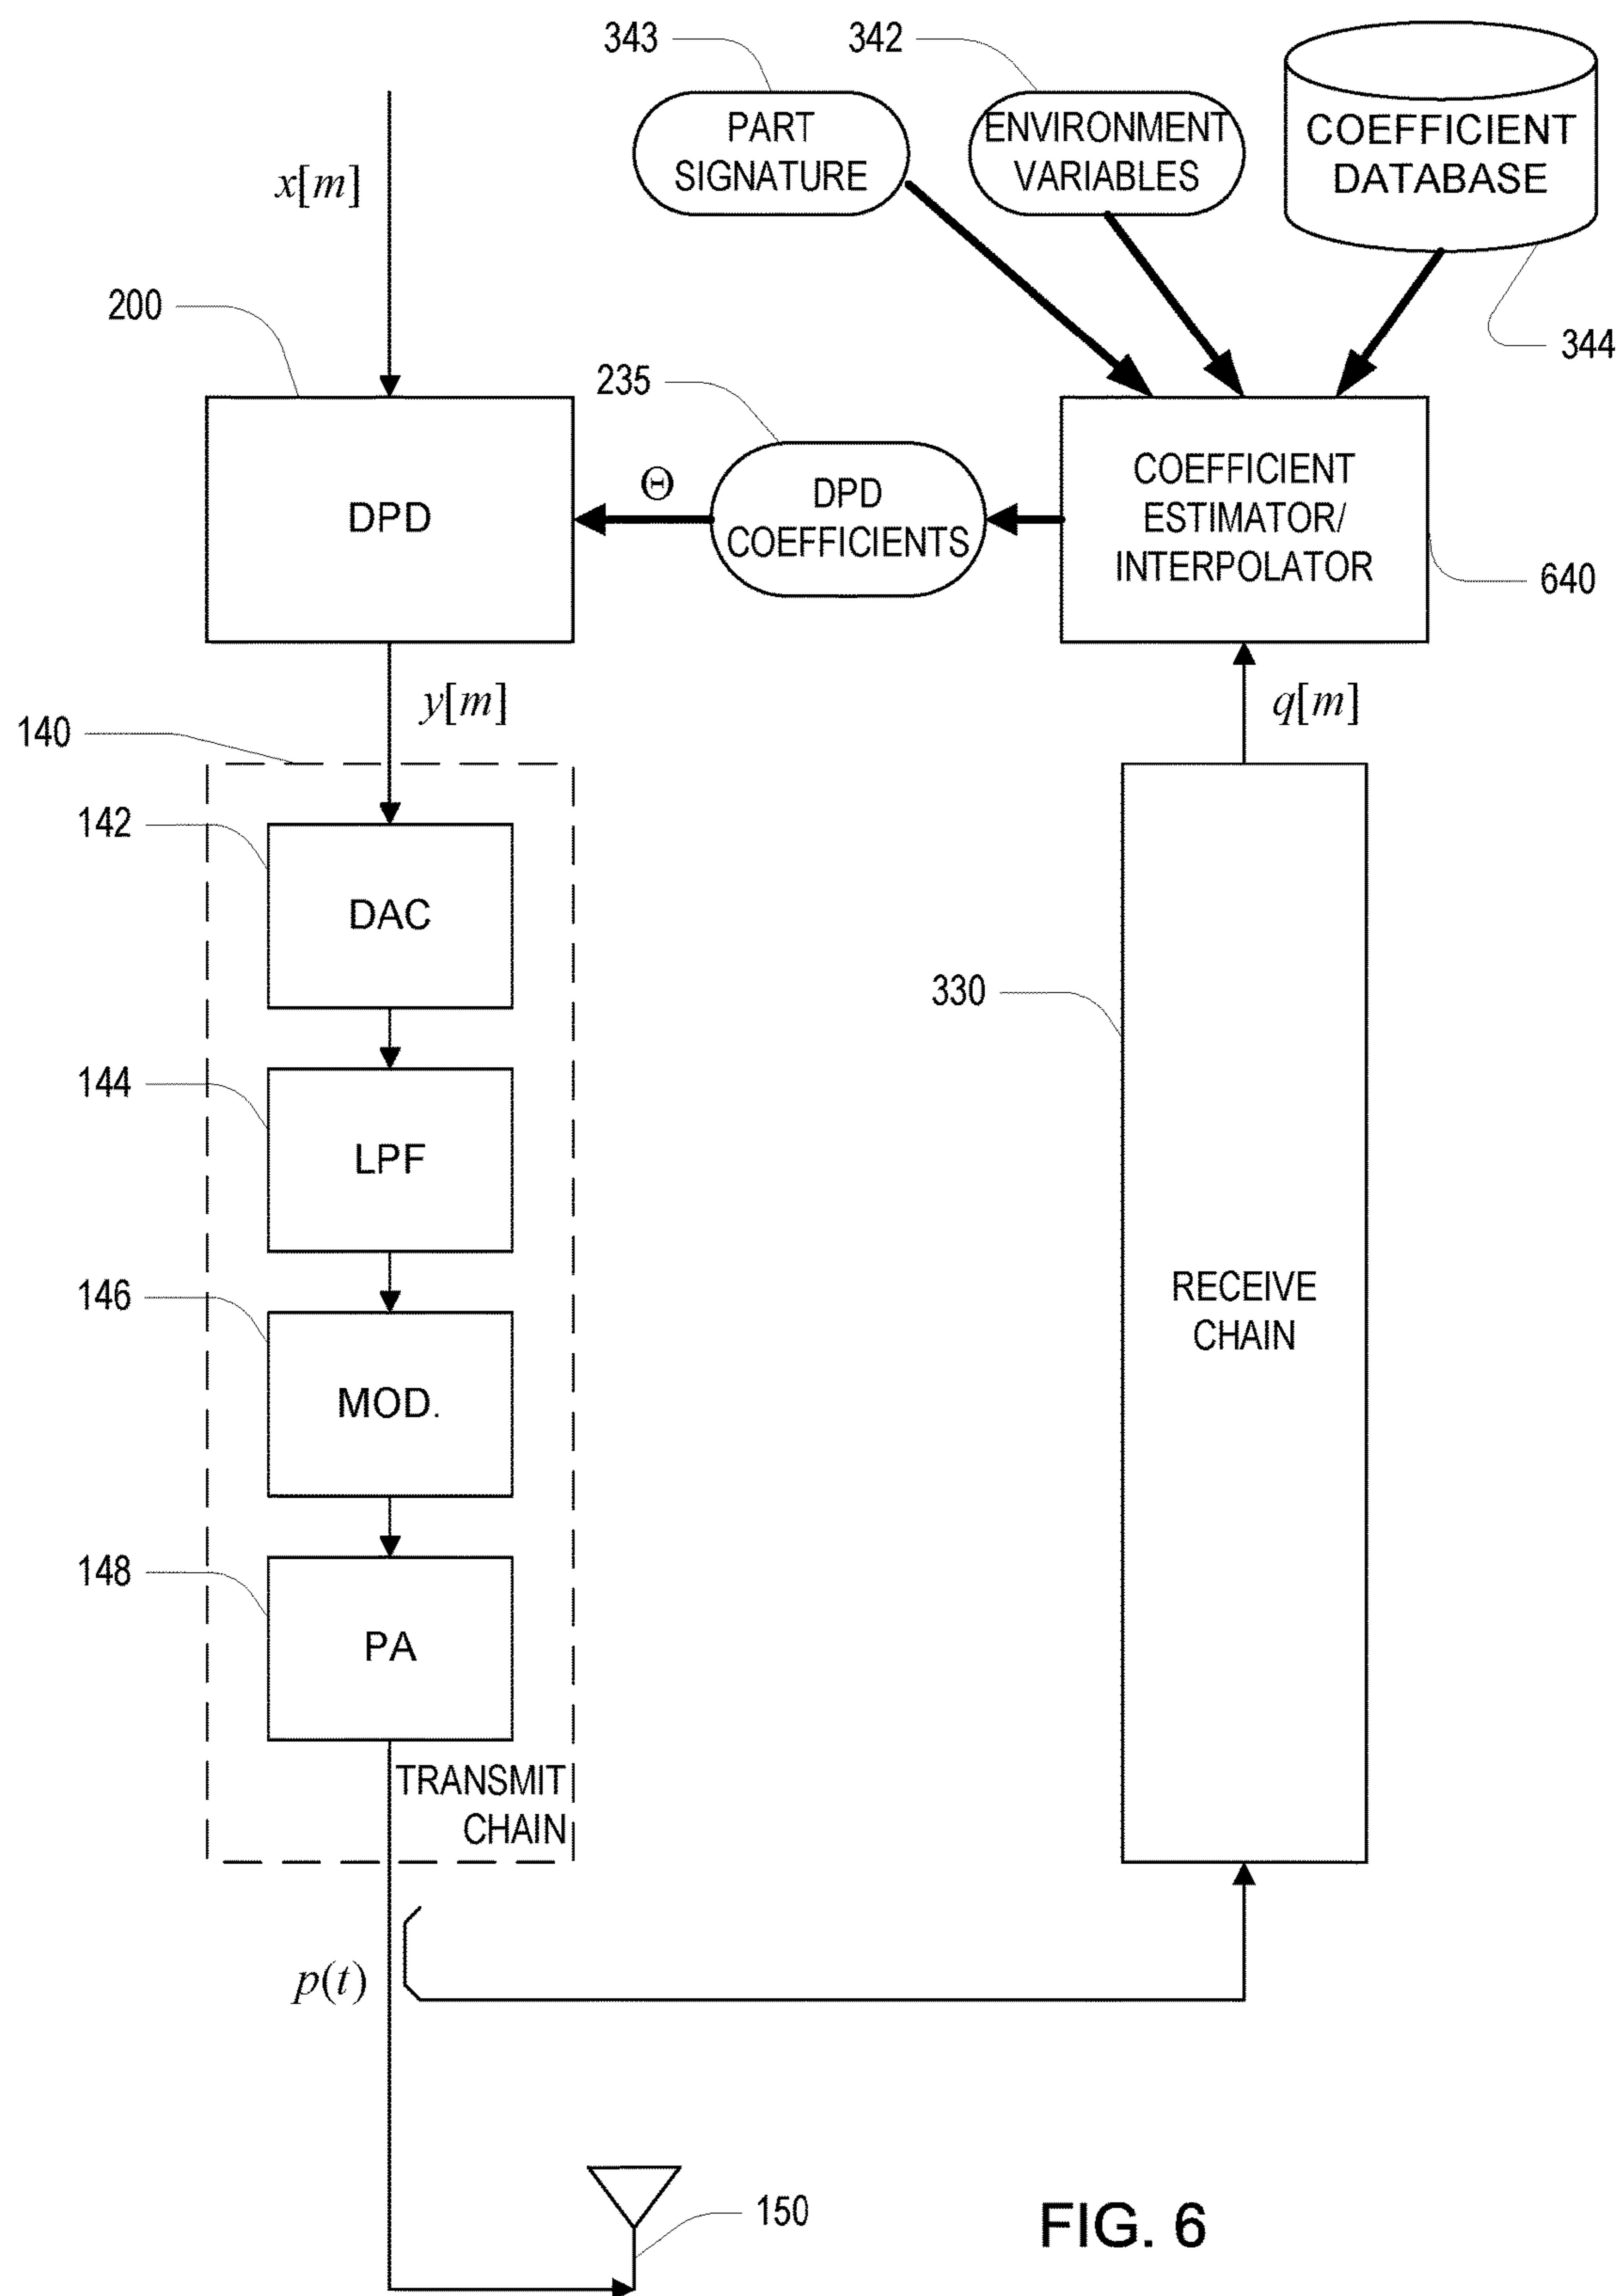 343
342
PART
SIGNATURE
ENVIRONMENT
VARIABLES
COEFFICIENT
DATABASE
344
x[m]
200
235
DPD
Θ
DPD
COEFFICIENTS
COEFFICIENT
ESTIMATOR/
INTERPOLATOR
640
y[m]
q[m]
140
142
DAC
330
144
LPF
146
MOD.
RECEIVE
CHAIN
148
PA
TRANSMIT
CHAIN
p(t)
150
FIG. 6